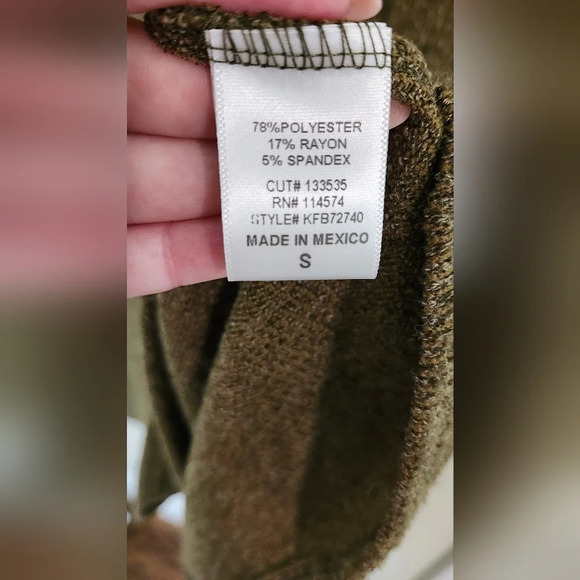 78%POLYESTER
17% RAYON
5% SPANDEX
CUT# 133535
RN# 114574
STYLE# KFB72740
MADE IN MEXICO
S